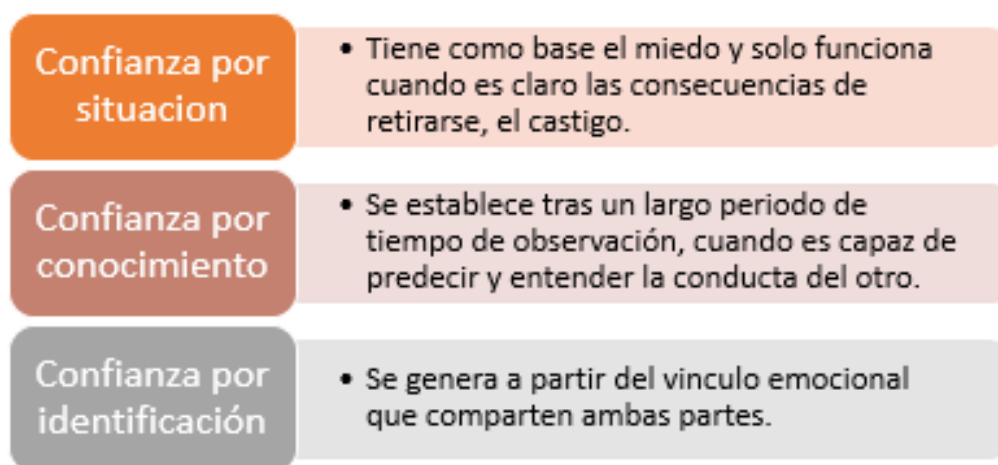 Confianza por
situacion
• Tiene como base el miedo y solo funciona
cuando es claro las consecuencias de
retirarse, el castigo.
Confianza por
conocimiento
• Se establece tras un largo periodo de
tiempo de observación, cuando es capaz de
predecir y entender la conducta del otro.
Confianza por
identificación
• Se genera a partir del vinculo emocional
que comparten ambas partes.